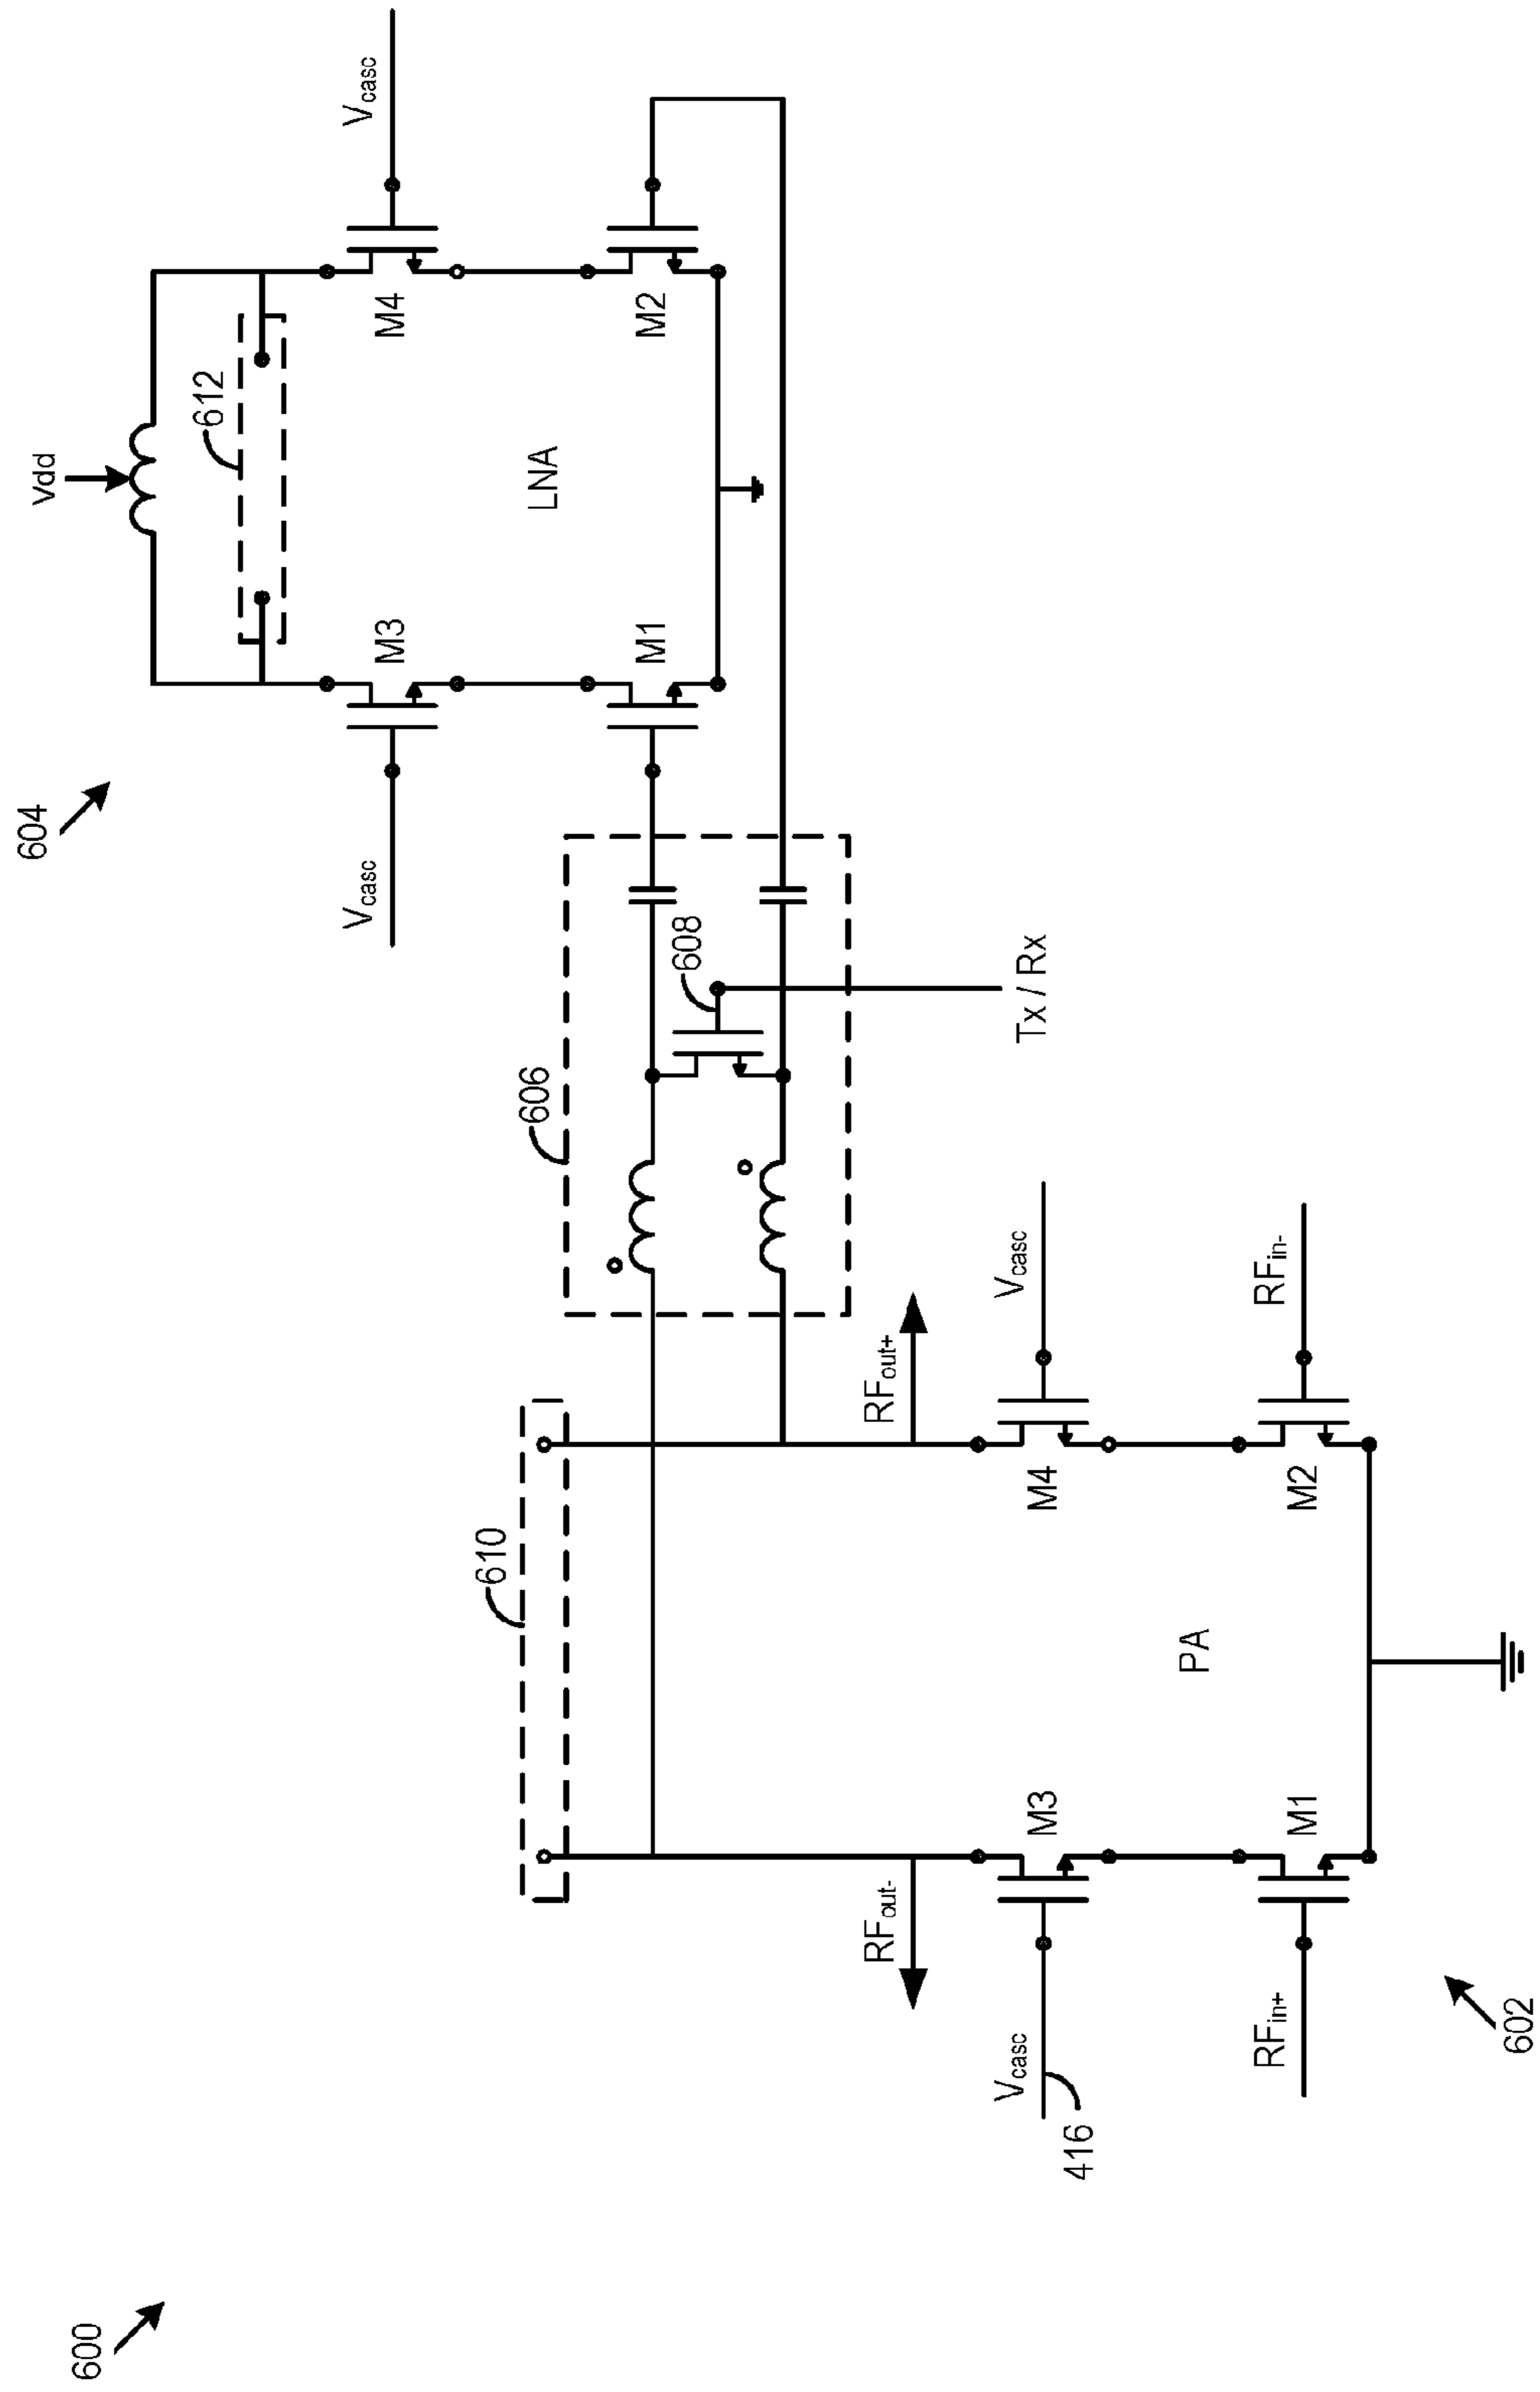 600
604
Vdd
612
Vcasc
Vcasc
M3
M4
LNA
M1
M2
606
608
Tx / Rx
610
RFout-
RFout+
Vcasc
416
M3
M4
Vcasc
PA
RFin+
M1
M2
RFin-
602